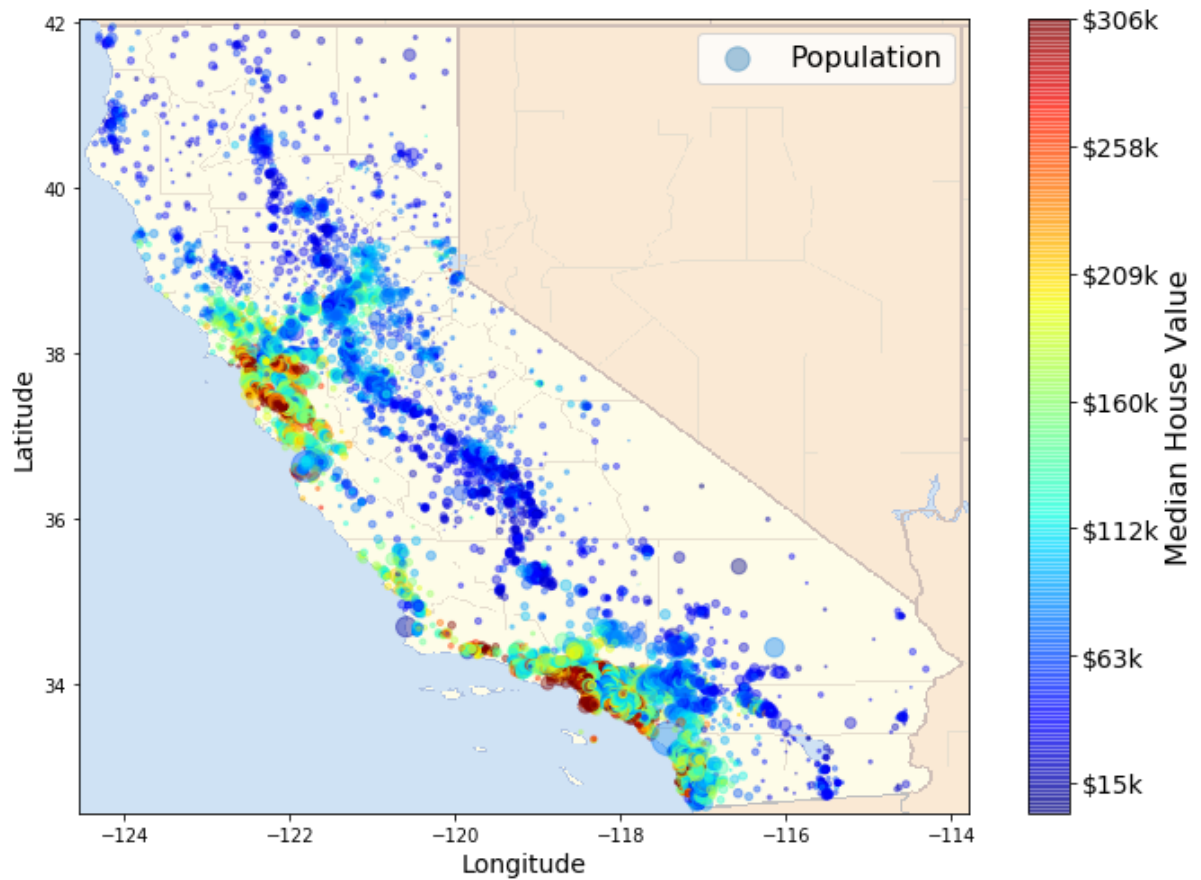 42
40
38
36
34
Latitude
−124
−122
−120
−118
−116
−114
Longitude
Population
$306k
$258k
$209k
$160k
$112k
$63k
$15k
Median House Value